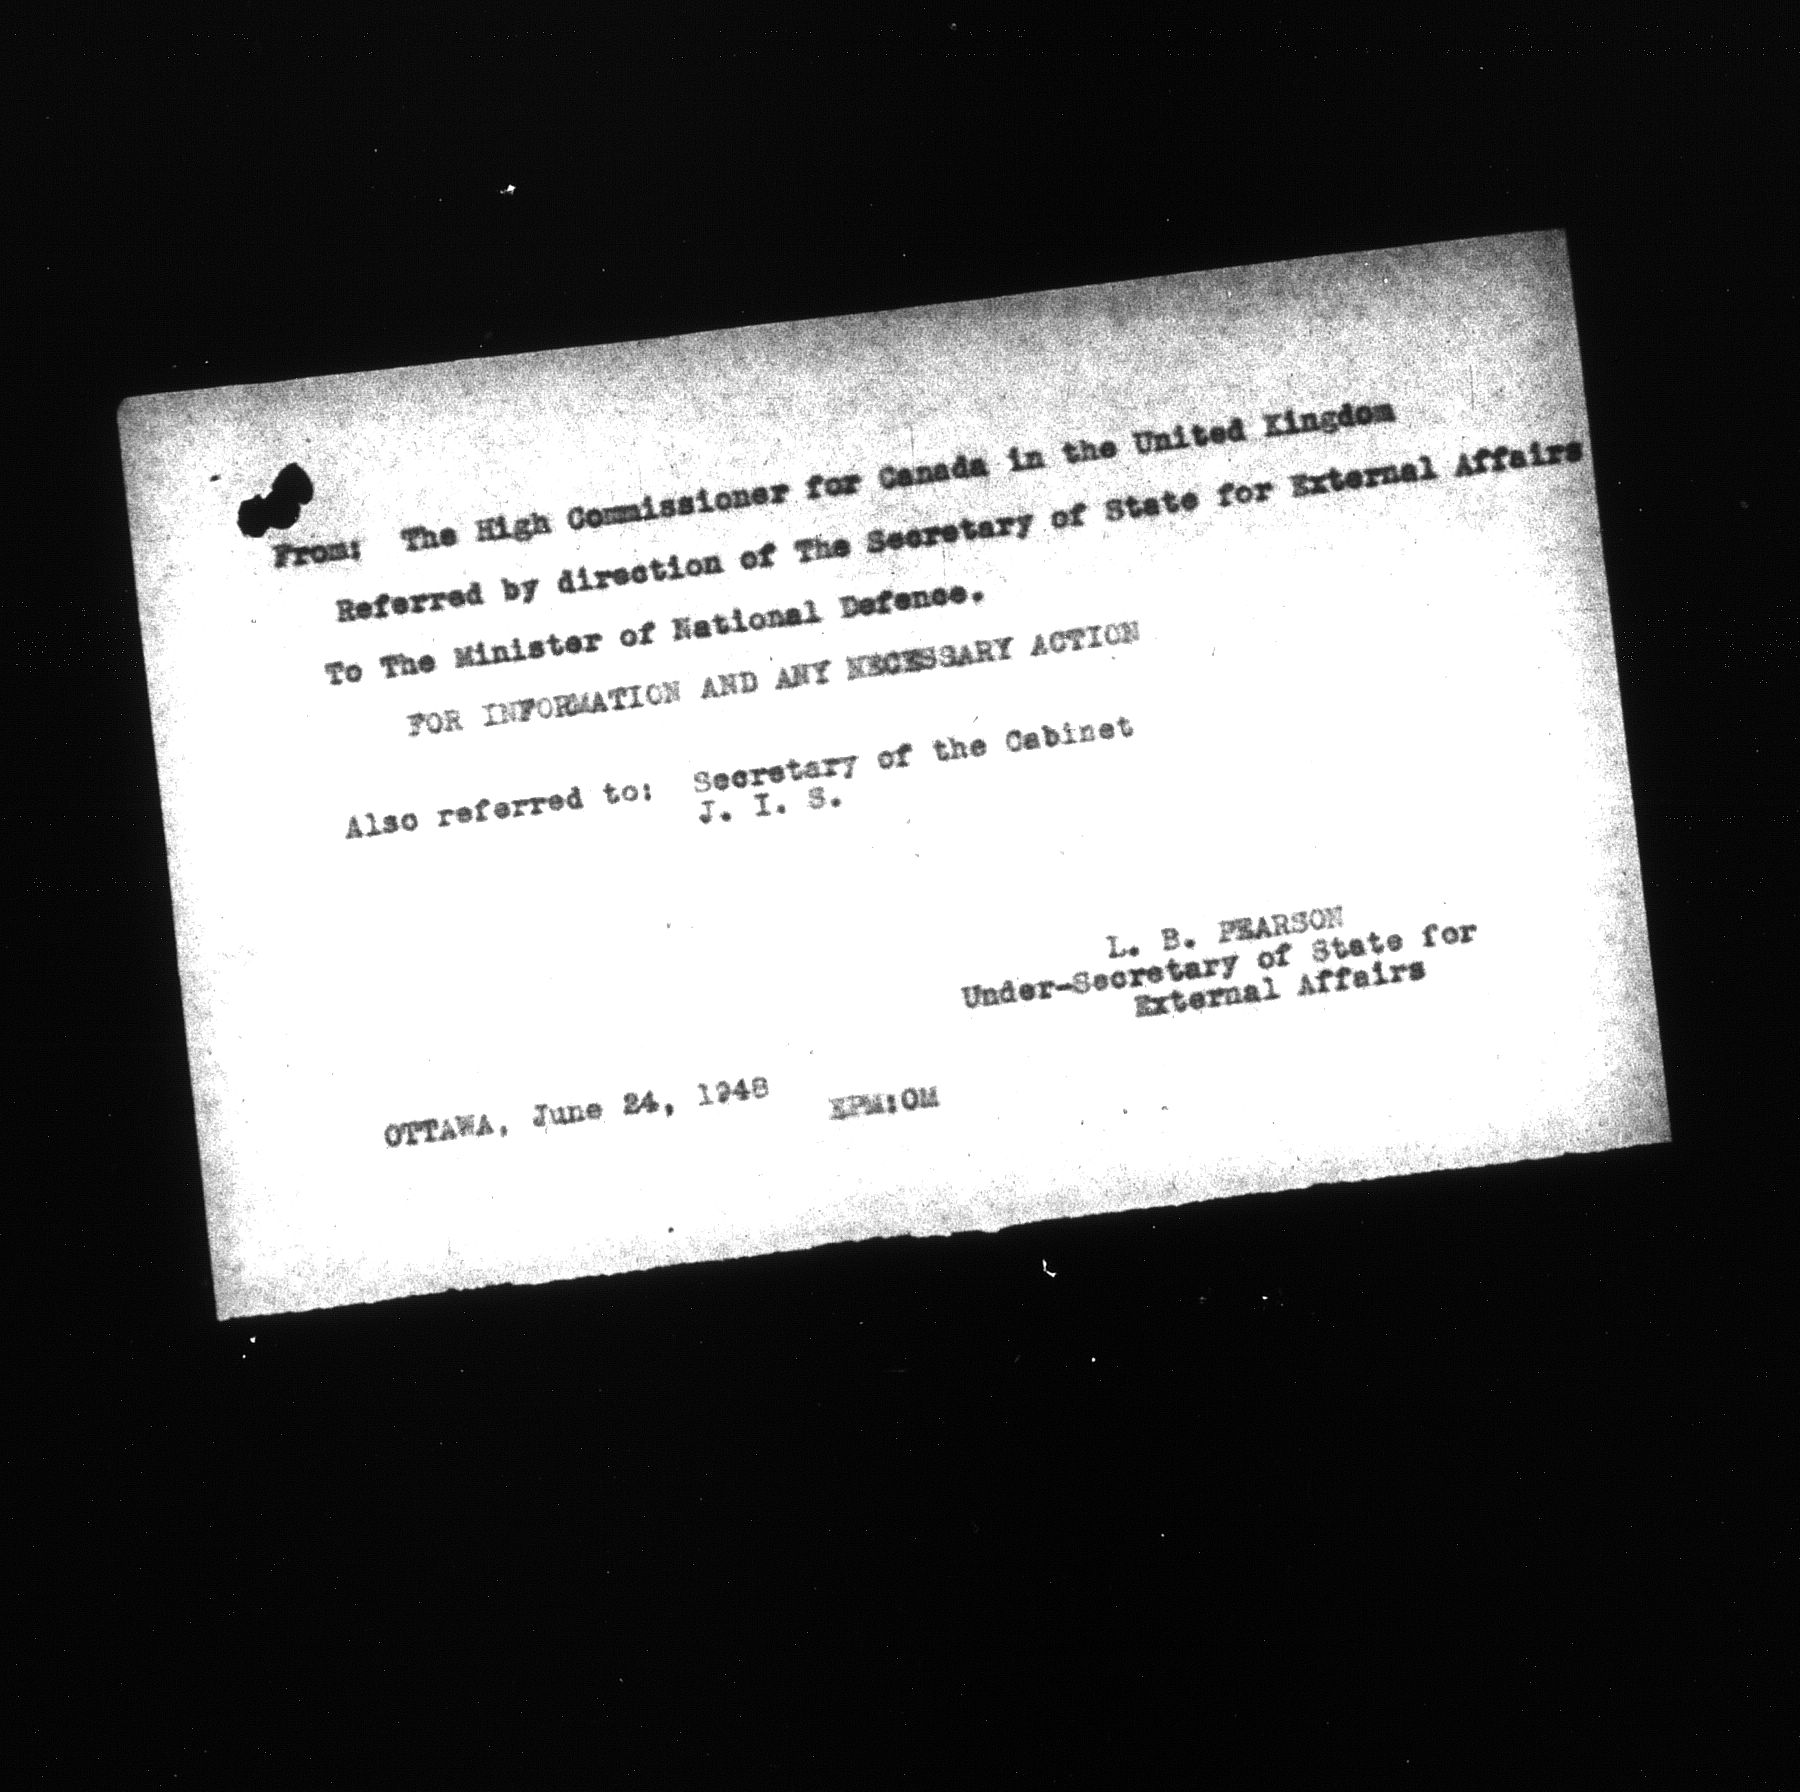 From: The High Commissioner for Canada in the United Kingdom
Referred by direction of The Secretary of State for External Affairs
To The Minister of National Defence.
FOR INFORMATION AND ANY NECESSARY ACTION
Also referred to: Secretary of the Cabinet
J. I. S.
L. B. PEARSON
Under-Secretary of State for
External Affairs
OTTAWA, June 24, 1948